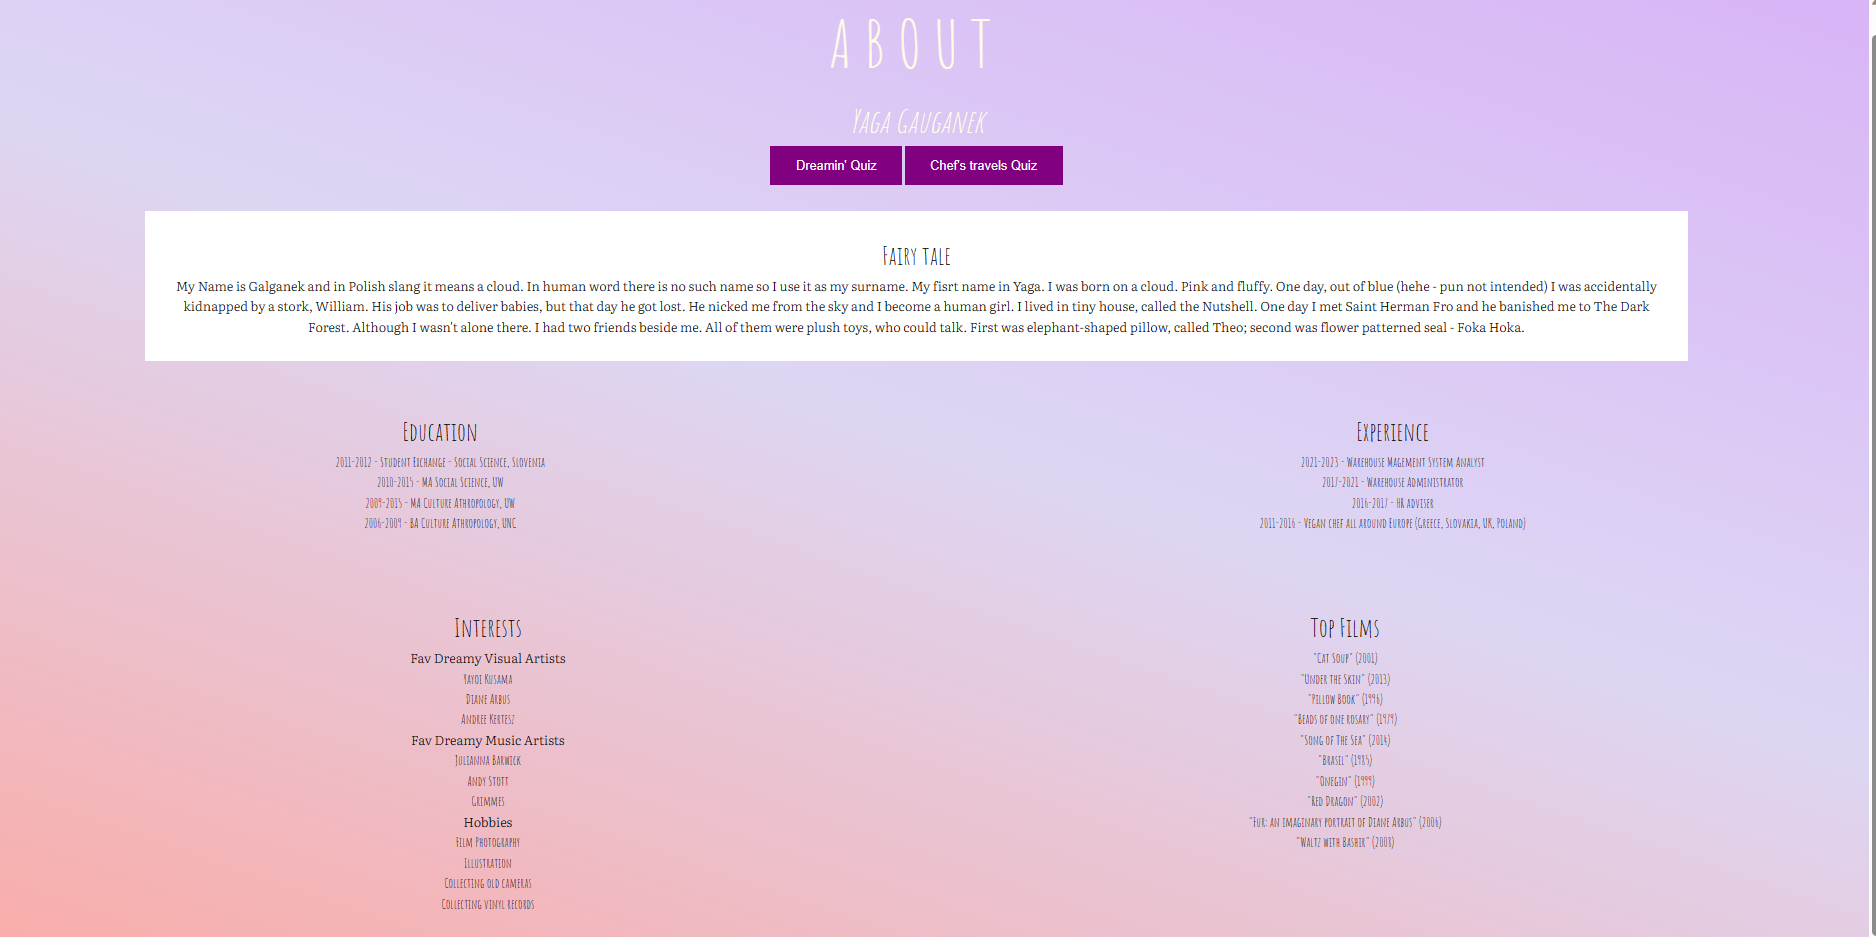 ABOUT
Yaga Gauganek
Dreamin' Quiz
Chef's travels Quiz
Fairy tale
My Name is Galganek and in Polish slang it means a cloud. In human word there is no such name so I use it as my surname. My fisrt name in Yaga. I was born on a cloud. Pink and fluffy. One day, out of blue (hehe - pun not intended) I was accidentally
kidnapped by a stork, William. His job was to deliver babies, but that day he got lost. He nicked me from the sky and I become a human girl. I lived in tiny house, called the Nutshell. One day I met Saint Herman Fro and he banished me to The Dark
Forest. Although I wasn't alone there. I had two friends beside me. All of them were plush toys, who could talk. First was elephant-shaped pillow, called Theo; second was flower patterned seal - Foka Hoka.
Education
2011-2012 - Student Exchange - Social Science, Slovenia
2010-2015 - MA Social Science, UW
2009-2015 - MA Culture Athropology, UW
2006-2009 - BA Culture Athropology, UNC
Experience
2021-2023 - Warehouse Magement System Analyst
2017-2021 - Warehouse Administrator
2016-2017 - HR adviser
2011-2016 - Vegan chef all around Europe (Greece, Slovakia, UK, Poland)
Interests
Fav Dreamy Visual Artists
Yayoi Kusama
Diane Arbus
Andree Kertesz
Fav Dreamy Music Artists
Julianna Barwick
Andy Stott
Grimmes
Hobbies
Film Photography
Illustration
Collecting old cameras
Collecting vinyl records
Top Films
"Cat Soup" (2001)
"Under the Skin" (2013)
"Pillow Book" (1996)
"Beads of one rosary" (1979)
"Song of The Sea" (2014)
"Brasil" (1985)
"Onegin" (1999)
"Red Dragon" (2002)
"Fur: an imaginary portrait of Diane Arbus" (2006)
"Waltz with Bashir" (2008)